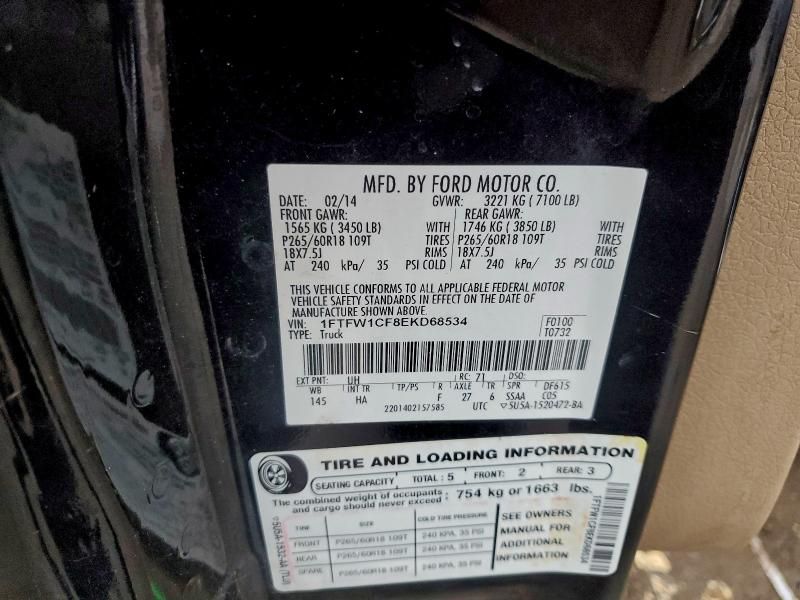 MFD. BY FORD MOTOR CO.
DATE: 02/14 GVWR: 3221 KG ( 7100 LB)
FRONT GAWR: REAR GAWR:
1565 KG ( 3450 LB) WITH 1746 KG ( 3850 LB) WITH
P265/60R18 109T TIRES P265/60R18 109T TIRES
18X7.5J RIMS 18X7.5J RIMS
AT 240 kPa/ 35 PSI COLD AT 240 kPa/ 35 PSI COLD
THIS VEHICLE CONFORMS TO ALL APPLICABLE FEDERAL MOTOR
VEHICLE SAFETY STANDARDS IN EFFECT ON THE DATE OF
MANUFACTURE SHOWN ABOVE.
VIN: 1FTFW1CF8EKD68534 F0100
TYPE: Truck T0732
EXT PNT: UH RC: 71 DSO:
WB INT TR TP/PS R AXLE TR SPR DF615
145 HA F 27 6 SSAA C05
2201402157585 UTC ▽5U5A-1520472-BA
TIRE AND LOADING INFORMATION
SEATING CAPACITY TOTAL : 5 FRONT: 2 REAR: 3
The combined weight of occupants
and cargo should never exceed : 754 kg or 1663 lbs.
TIRE SIZE COLD TIRE PRESSURE
FRONT P265/60R18 109T 240 KPA, 35 PSI
REAR P265/60R18 109T 240 KPA, 35 PSI
SPARE P265/60R18 109T 240 KPA, 35 PSI
SEE OWNERS
MANUAL FOR
ADDITIONAL
INFORMATION
1FTFW1CF8EKD68534